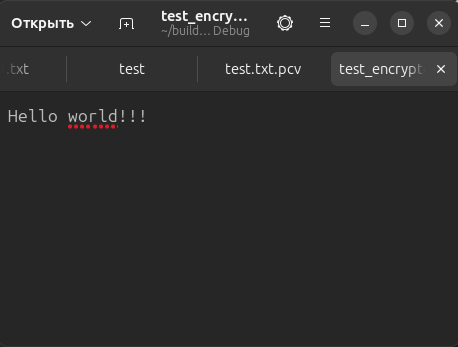 Открыть
test_encry...
~/build... Debug
.txt
test
test.txt.pcv
test_encrypt
Hello world!!!